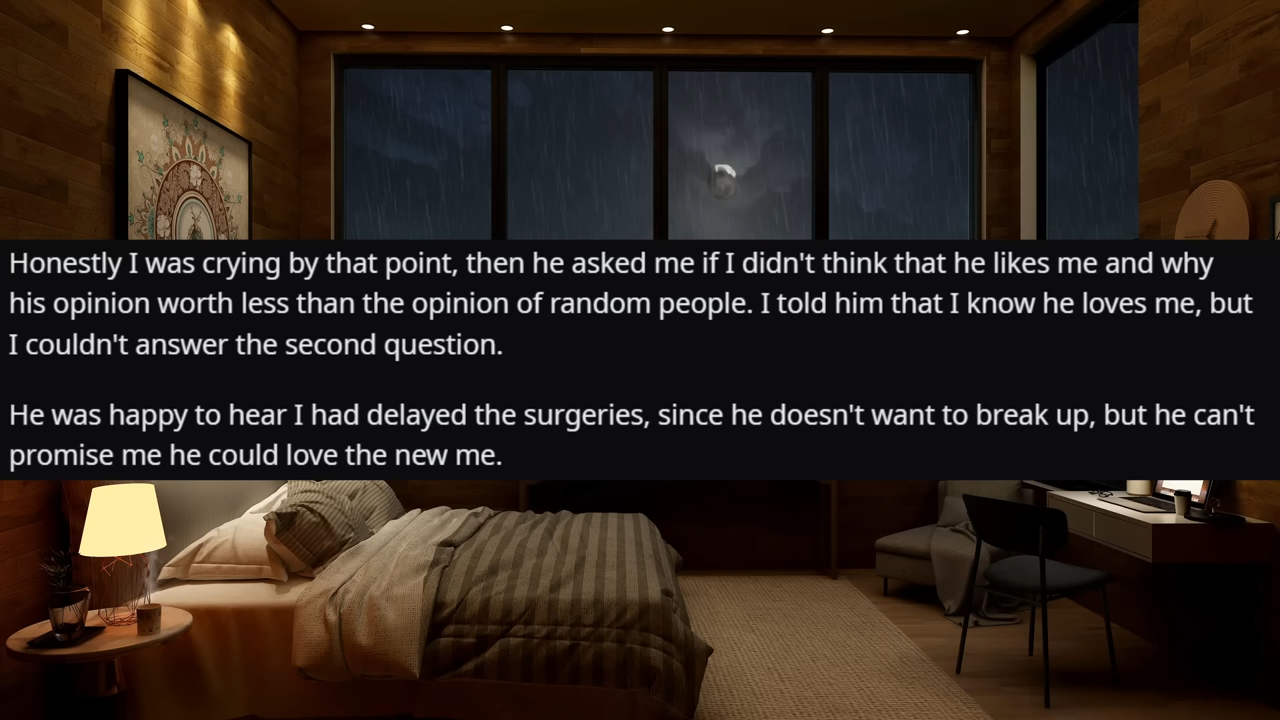 Honestly I was crying by that point, then he asked me if I didn't think that he likes me and why
his opinion worth less than the opinion of random people. I told him that I know he loves me, but
I couldn't answer the second question.
He was happy to hear I had delayed the surgeries, since he doesn't want to break up, but he can't
promise me he could love the new me.